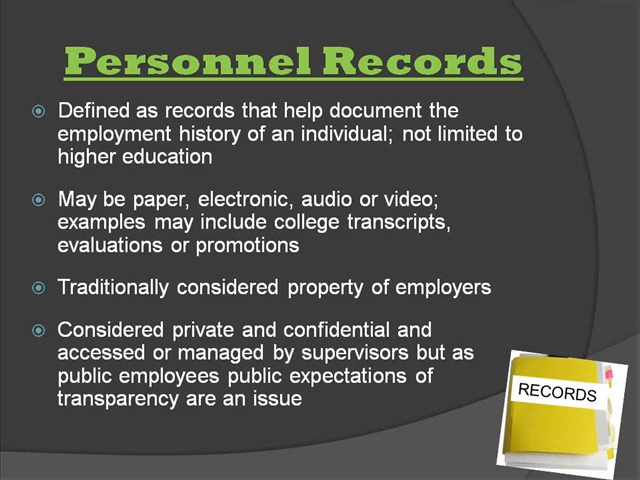 Personnel Records
Defined as records that help document the
employment history of an individual; not limited to
higher education
May be paper, electronic, audio or video;
examples may include college transcripts,
evaluations or promotions
Traditionally considered property of employers
Considered private and confidential and
accessed or managed by supervisors but as
public employees public expectations of
transparency are an issue
RECORDS